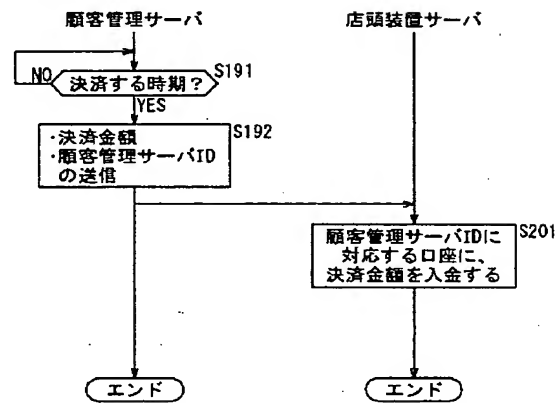 顧客管理サーバ
店頭装置サーバ
NO
決済する時期?
S191
YES
・決済金額
・顧客管理サーバID
の送信
S192
顧客管理サーバIDに
対応する口座に、
決済金額を入金する
S201
エンド
エンド